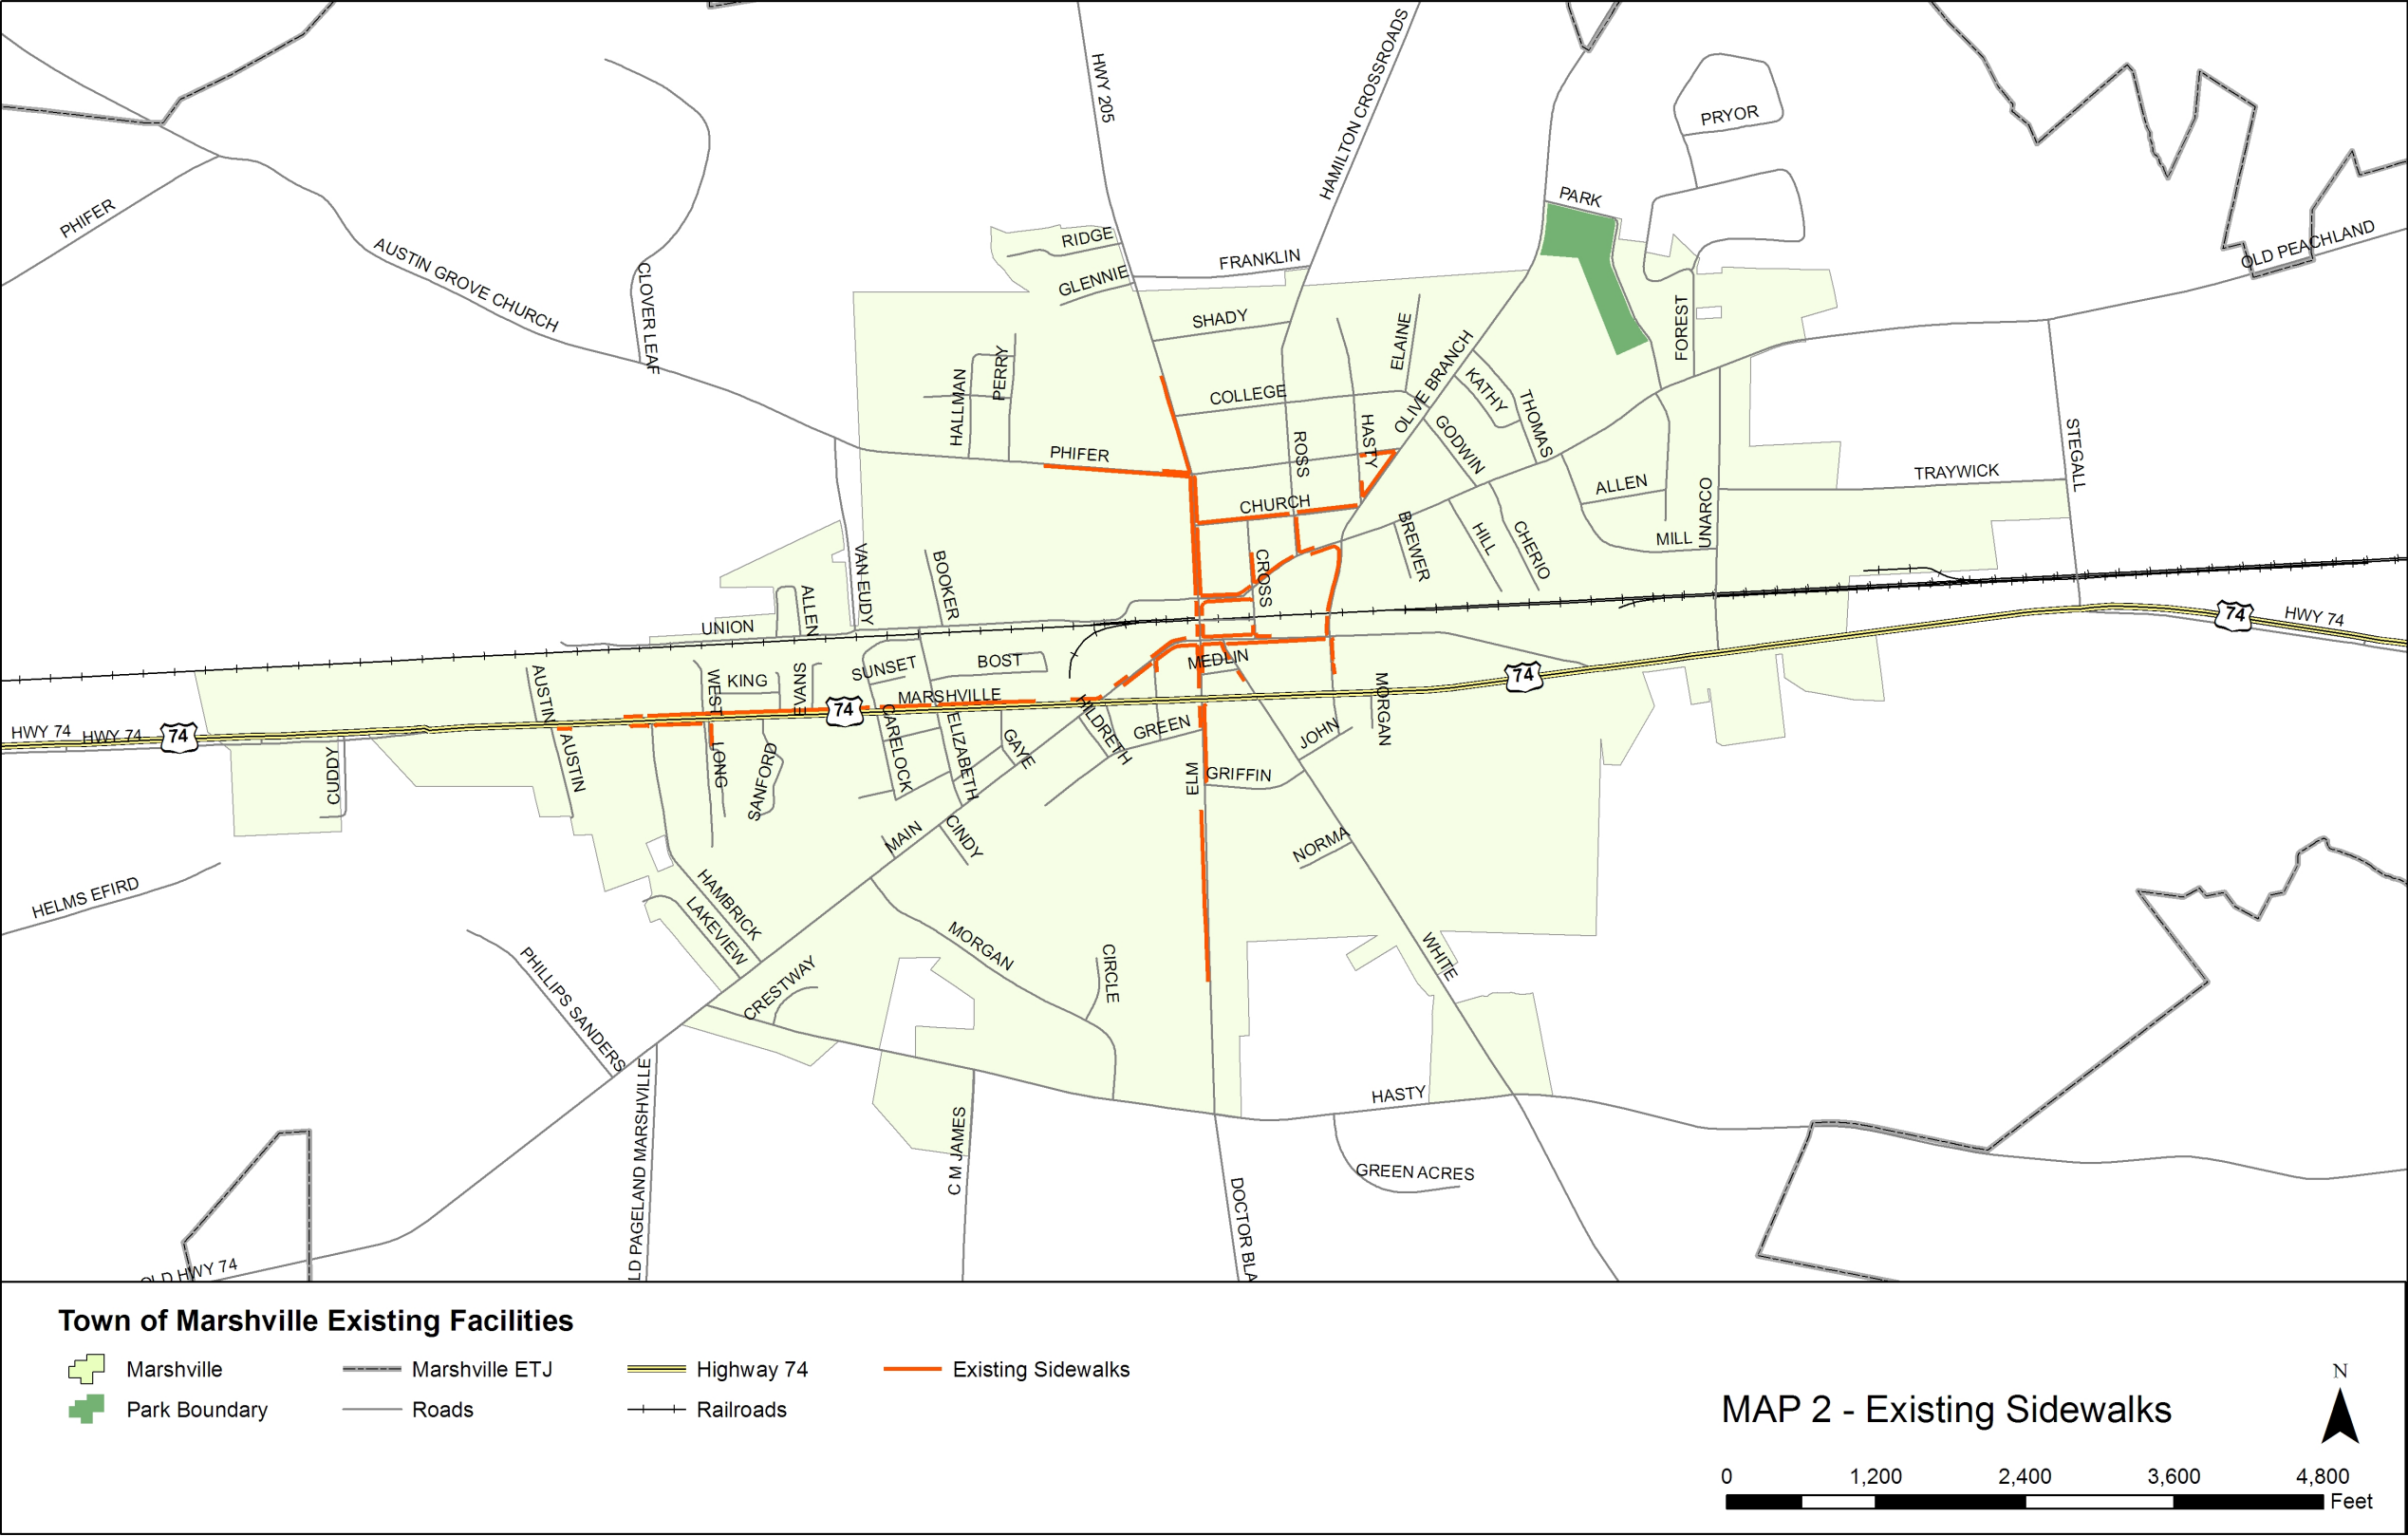 HWY 205
HAMILTON CROSSROADS
PRYOR
PARK
PHIFER
AUSTIN GROVE CHURCH
CLOVER LEAF
RIDGE
GLENNIE
FRANKLIN
OLD PEACHLAND
SHADY
ELAINE
FOREST
OLIVE BRANCH
HALLMAN
PERRY
COLLEGE
KATHY
THOMAS
HASTY
GODWIN
ROSS
PHIFER
STEGALL
TRAYWICK
ALLEN
UNARCO
CHURCH
BREWER
HILL
CHERIO
MILL
VAN EUDY
BOOKER
CROSS
ALLEN
UNION
74
HWY 74
AUSTIN
WEST
KING
EVANS
SUNSET
BOST
MEDLIN
74
MARSHVILLE
MORGAN
HWY 74
HWY 74
74
74
AUSTIN
CUDDY
LONG
SANFORD
CARELOCK
ELIZABETH
GAYE
HILDRETH
GREEN
JOHN
ELM
GRIFFIN
MAIN
CINDY
NORMA
HELMS EFIRD
HAMBRICK
LAKEVIEW
MORGAN
CIRCLE
WHITE
PHILLIPS SANDERS
CRESTWAY
LD PAGELAND MARSHVILLE
C M JAMES
HASTY
GREEN ACRES
DOCTOR BLA
OLD HWY 74
Town of Marshville Existing Facilities
Marshville
Marshville ETJ
Highway 74
Existing Sidewalks
Park Boundary
Roads
Railroads
MAP 2 - Existing Sidewalks
N
0 1,200 2,400 3,600 4,800
Feet